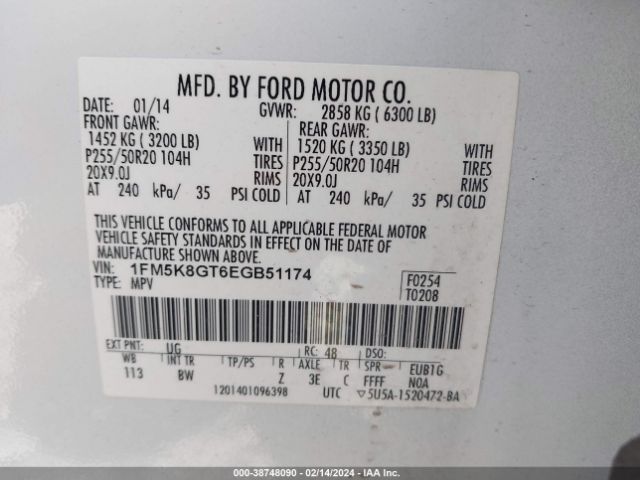 MFD. BY FORD MOTOR CO.
DATE: 01/14 GVWR: 2858 KG ( 6300 LB)
FRONT GAWR: REAR GAWR:
1452 KG ( 3200 LB) WITH 1520 KG ( 3350 LB) WITH
P255/50R20 104H TIRES P255/50R20 104H TIRES
20X9.0J RIMS 20X9.0J RIMS
AT 240 kPa/ 35 PSI COLD AT 240 kPa/ 35 PSI COLD
THIS VEHICLE CONFORMS TO ALL APPLICABLE FEDERAL MOTOR
VEHICLE SAFETY STANDARDS IN EFFECT ON THE DATE OF
MANUFACTURE SHOWN ABOVE.
VIN: 1FM5K8GT6EGB51174 F0254
TYPE: MPV T0208
EXT PNT: UG RC: 48 DSO:
WB INT TR TP/PS R AXLE TR SPR EUB1G
113 BW Z 3E C FFFF NOA
1201401096398 UTC ▽5U5A-1520472-BA
000-38748090 - 02/14/2024 - IAA Inc.